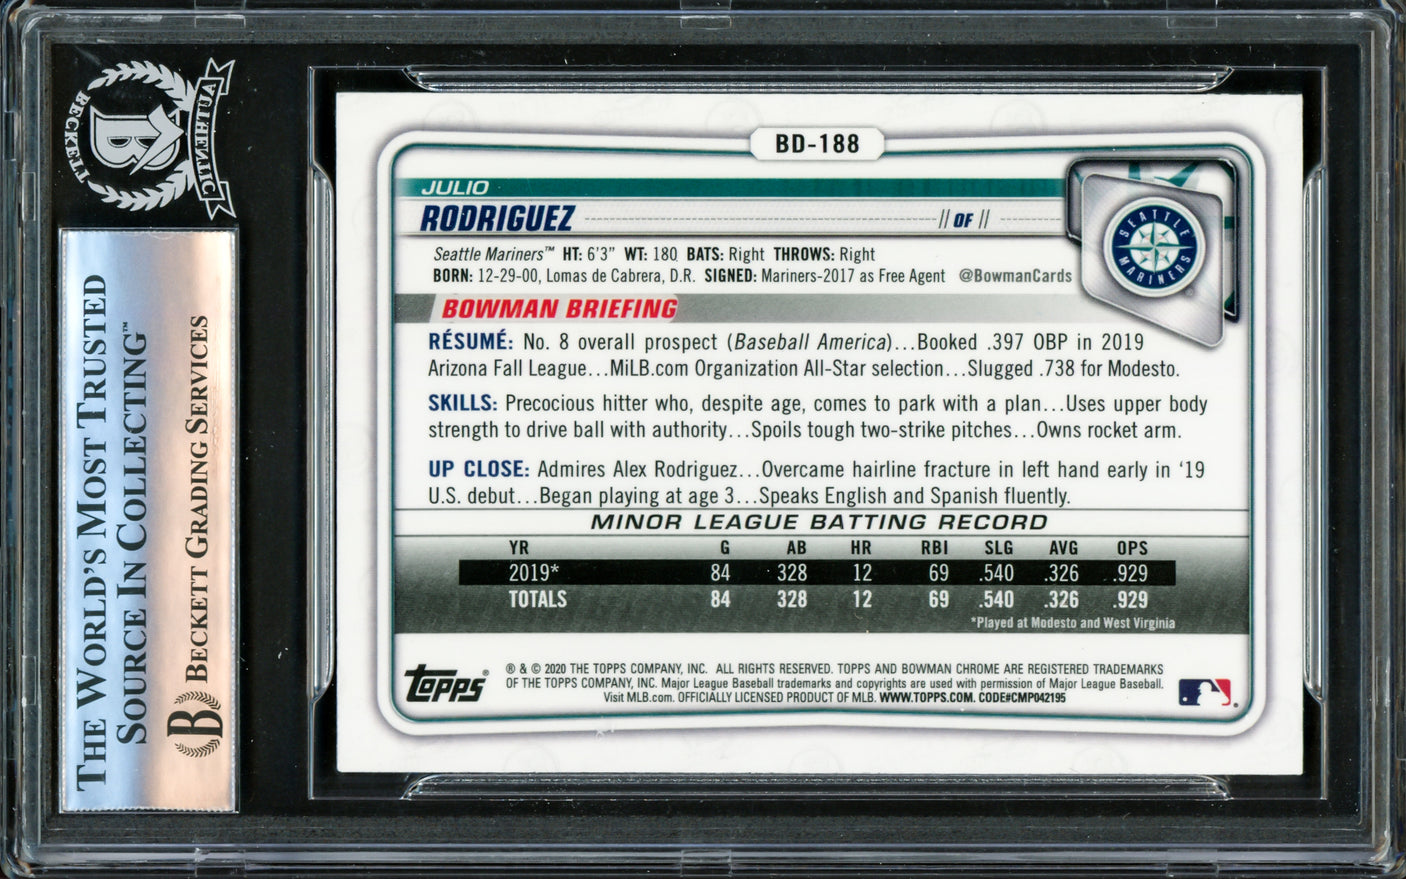 BECKETT
AUTHENTIC
B
THE WORLD'S MOST TRUSTED
SOURCE IN COLLECTING™
B BECKETT GRADING SERVICES
BD-188
JULIO
RODRIGUEZ // OF //
SEATTLE
MARINERS
Seattle Mariners™ HT: 6'3" WT: 180 BATS: Right THROWS: Right
BORN: 12-29-00, Lomas de Cabrera, D.R. SIGNED: Mariners-2017 as Free Agent @BowmanCards
BOWMAN BRIEFING
RÉSUMÉ: No. 8 overall prospect (Baseball America)...Booked .397 OBP in 2019
Arizona Fall League...MiLB.com Organization All-Star selection...Slugged .738 for Modesto.
SKILLS: Precocious hitter who, despite age, comes to park with a plan...Uses upper body
strength to drive ball with authority...Spoils tough two-strike pitches...Owns rocket arm.
UP CLOSE: Admires Alex Rodriguez...Overcame hairline fracture in left hand early in '19
U.S. debut...Began playing at age 3...Speaks English and Spanish fluently.
MINOR LEAGUE BATTING RECORD
YR G AB HR RBI SLG AVG OPS
2019* 84 328 12 69 .540 .326 .929
TOTALS 84 328 12 69 .540 .326 .929
*Played at Modesto and West Virginia
topps®
® & © 2020 THE TOPPS COMPANY, INC. ALL RIGHTS RESERVED. TOPPS AND BOWMAN CHROME ARE REGISTERED TRADEMARKS
OF THE TOPPS COMPANY, INC. Major League Baseball trademarks and copyrights are used with permission of Major League Baseball.
Visit MLB.com. OFFICIALLY LICENSED PRODUCT OF MLB. WWW.TOPPS.COM. CODE#CMP042195